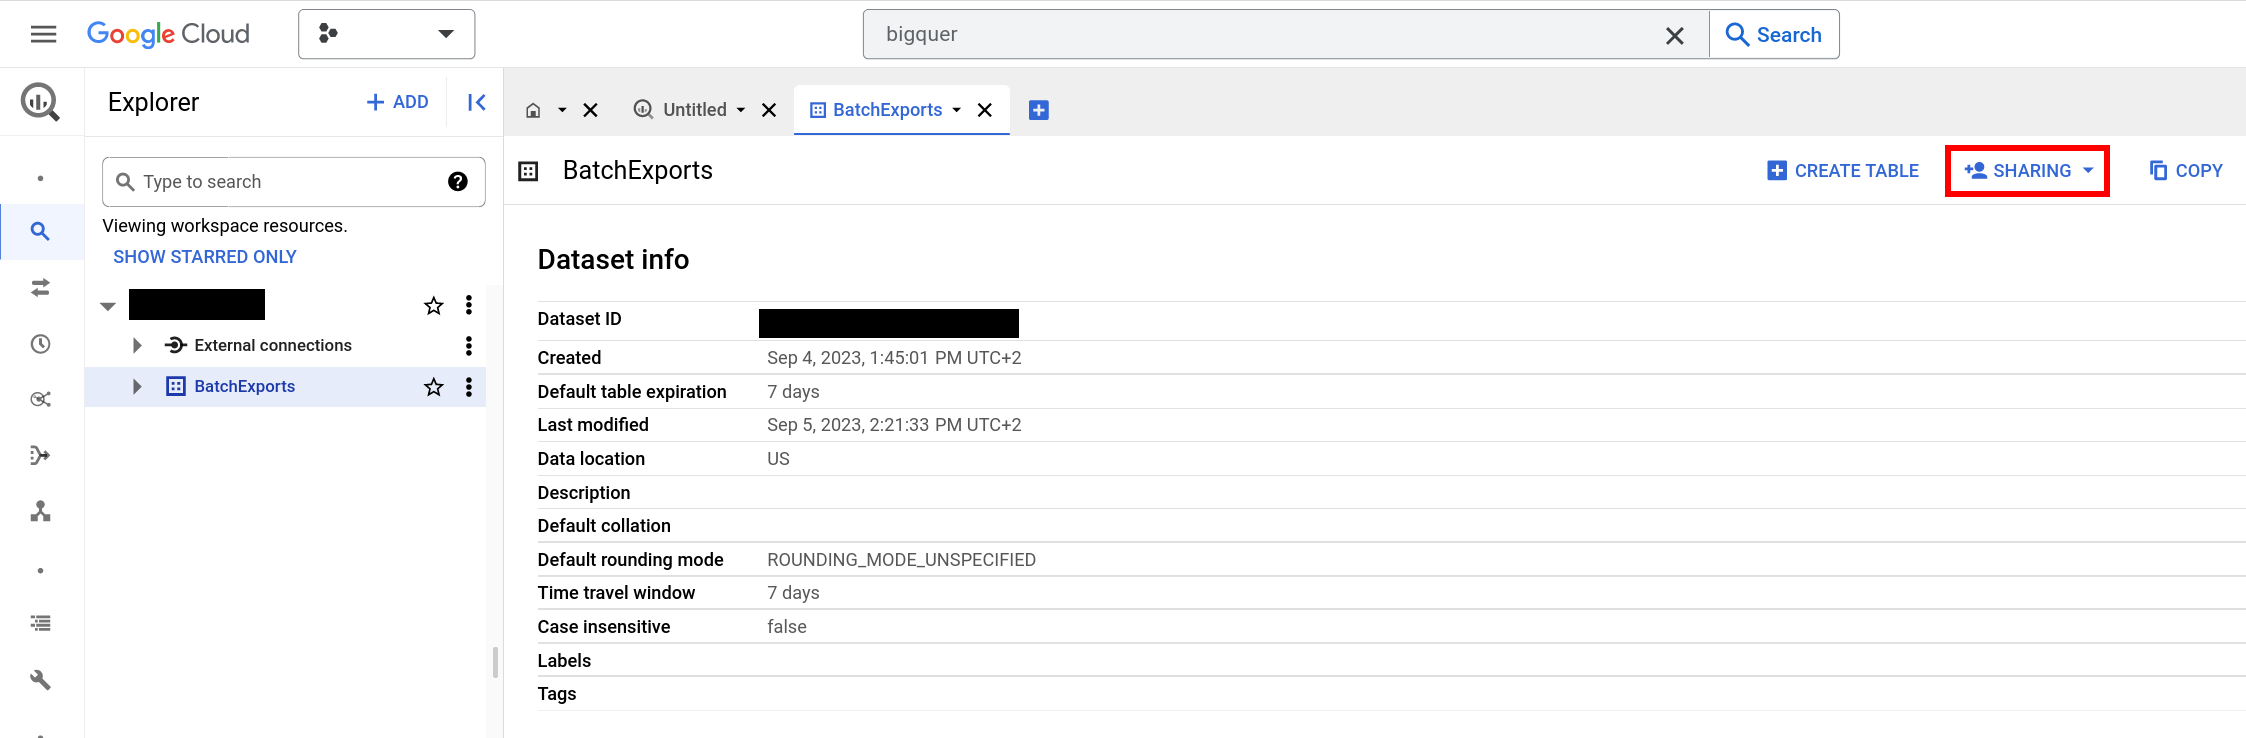 Google Cloud
bigquer
Search
Explorer
ADD
Untitled
BatchExports
Type to search
Viewing workspace resources.
SHOW STARRED ONLY
External connections
BatchExports
BatchExports
CREATE TABLE
SHARING
COPY
Dataset info
Dataset ID
Created Sep 4, 2023, 1:45:01 PM UTC+2
Default table expiration 7 days
Last modified Sep 5, 2023, 2:21:33 PM UTC+2
Data location US
Description
Default collation
Default rounding mode ROUNDING_MODE_UNSPECIFIED
Time travel window 7 days
Case insensitive false
Labels
Tags